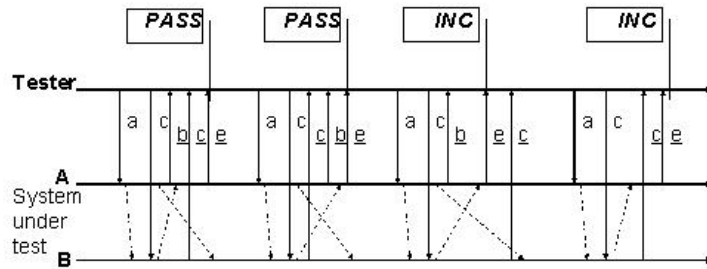 PASS PASS INC INC
Tester
a c b c e a c c b e a c b e c a c c e
A
System
under
test
B